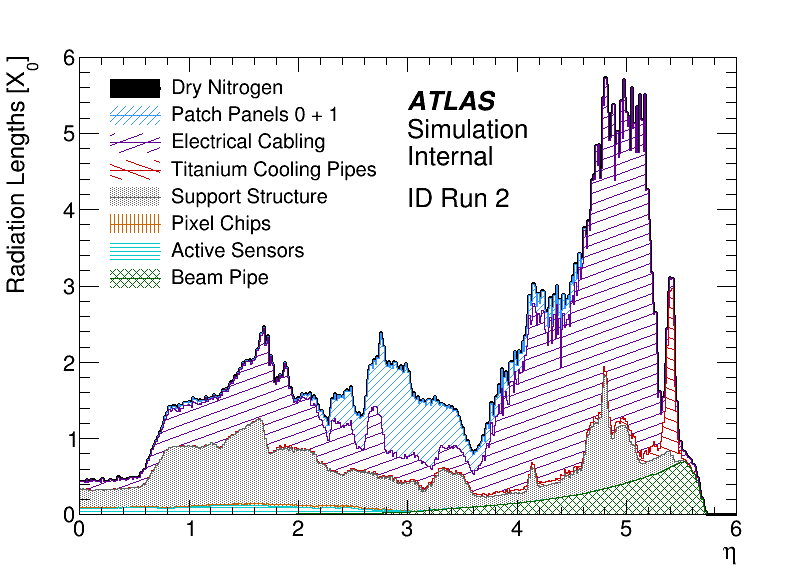 Radiation Lengths [X0]
6
5
4
3
2
1
0
Dry Nitrogen
Patch Panels 0 + 1
Electrical Cabling
Titanium Cooling Pipes
Support Structure
Pixel Chips
Active Sensors
Beam Pipe
ATLAS
Simulation
Internal
ID Run 2
0 1 2 3 4 5 6
η